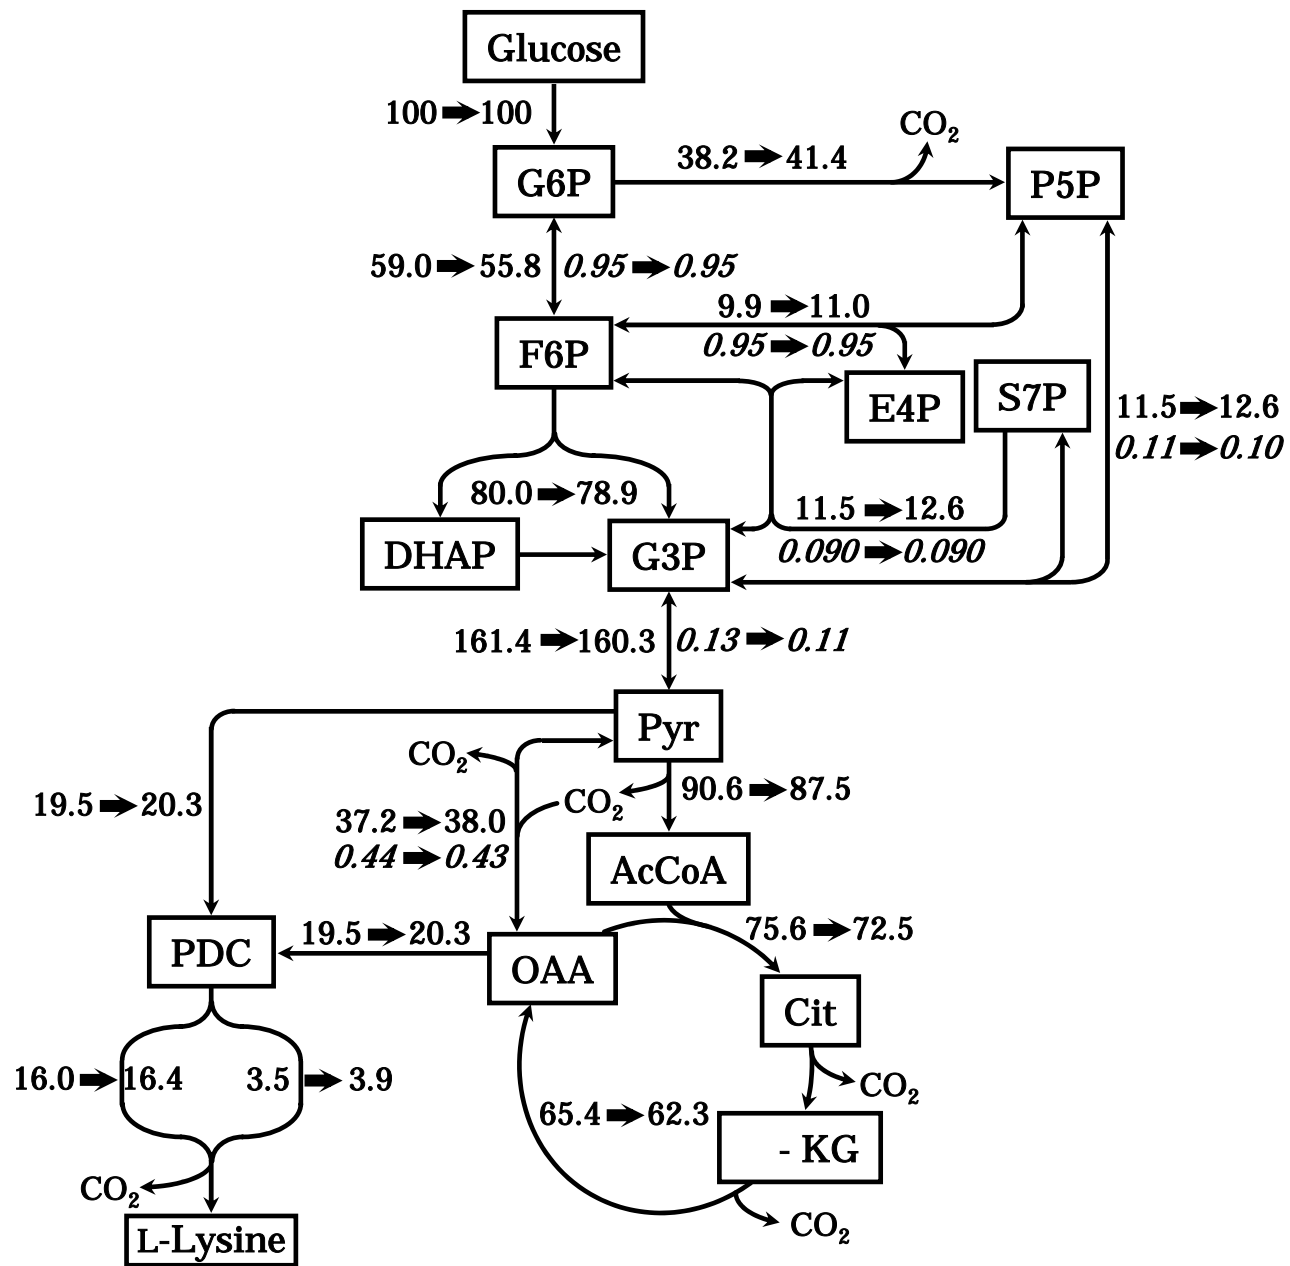 Glucose
100 ➡ 100
CO₂
38.2 ➡ 41.4
G6P
P5P
59.0 ➡ 55.8
0.95 ➡ 0.95
9.9 ➡ 11.0
0.95 ➡ 0.95
F6P
E4P
S7P
11.5 ➡ 12.6
0.11 ➡ 0.10
80.0 ➡ 78.9
11.5 ➡ 12.6
0.090 ➡ 0.090
DHAP
G3P
161.4 ➡ 160.3
0.13 ➡ 0.11
Pyr
CO₂
19.5 ➡ 20.3
CO₂
90.6 ➡ 87.5
37.2 ➡ 38.0
0.44 ➡ 0.43
AcCoA
19.5 ➡ 20.3
75.6 ➡ 72.5
PDC
OAA
Cit
16.0 ➡ 16.4
3.5 ➡ 3.9
CO₂
65.4 ➡ 62.3
- KG
CO₂
CO₂
L-Lysine